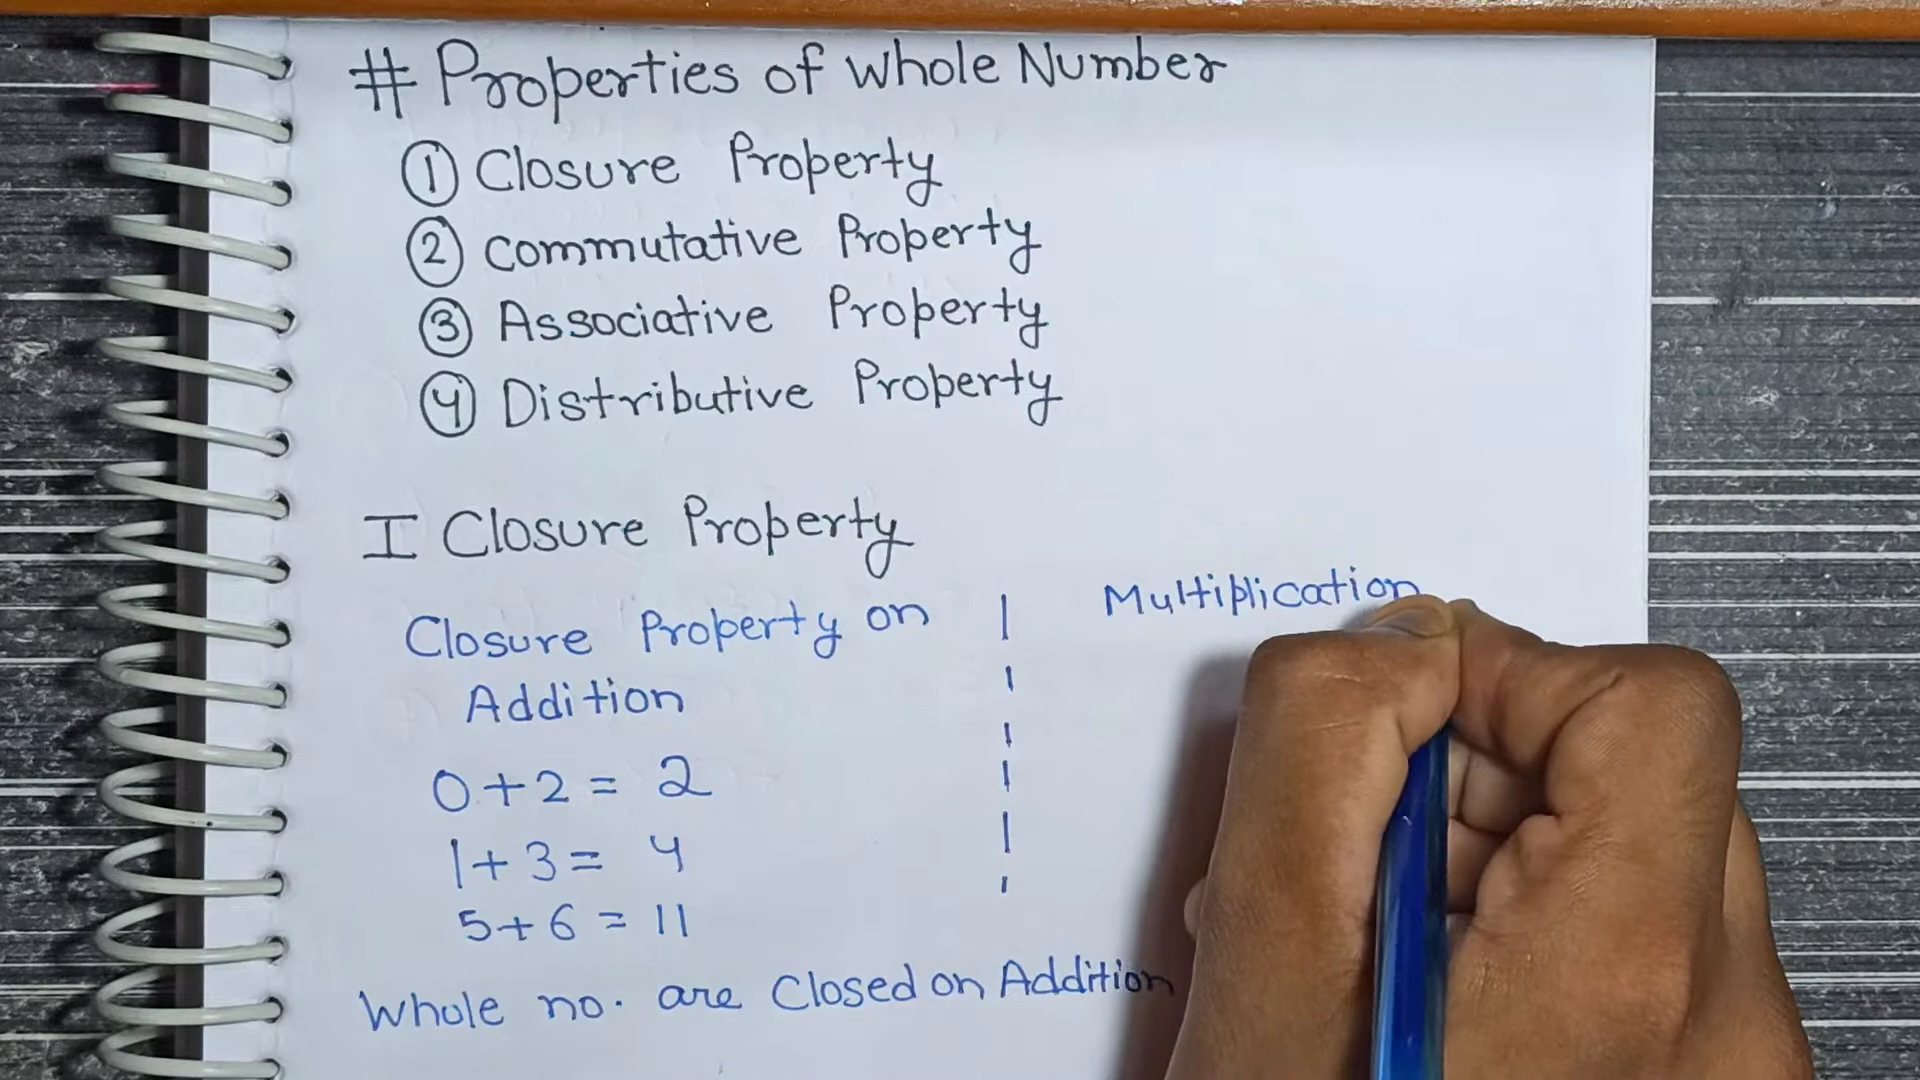 # Properties of Whole Number
① Closure Property
② Commutative Property
③ Associative Property
④ Distributive Property
I Closure Property
Closure Property on
Addition
0+2 = 2
1+3 = 4
5+6 = 11
Whole no. are Closed on Addition
Multiplication